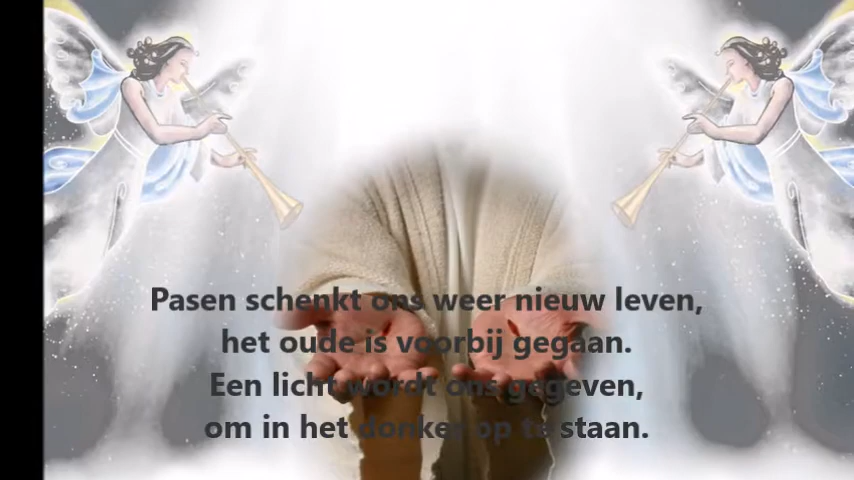 Pasen schenkt ons weer nieuw leven,
het oude is voorbij gegaan.
Een licht wordt ons gegeven,
om in het donker op te staan.